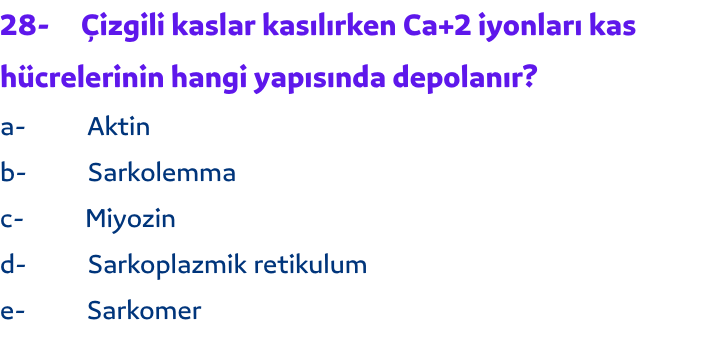 28- Çizgili kaslar kasılırken Ca+2 iyonları kas
hücrelerinin hangi yapısında depolanır?
a- Aktin
b- Sarkolemma
c- Miyozin
d- Sarkoplazmik retikulum
e- Sarkomer